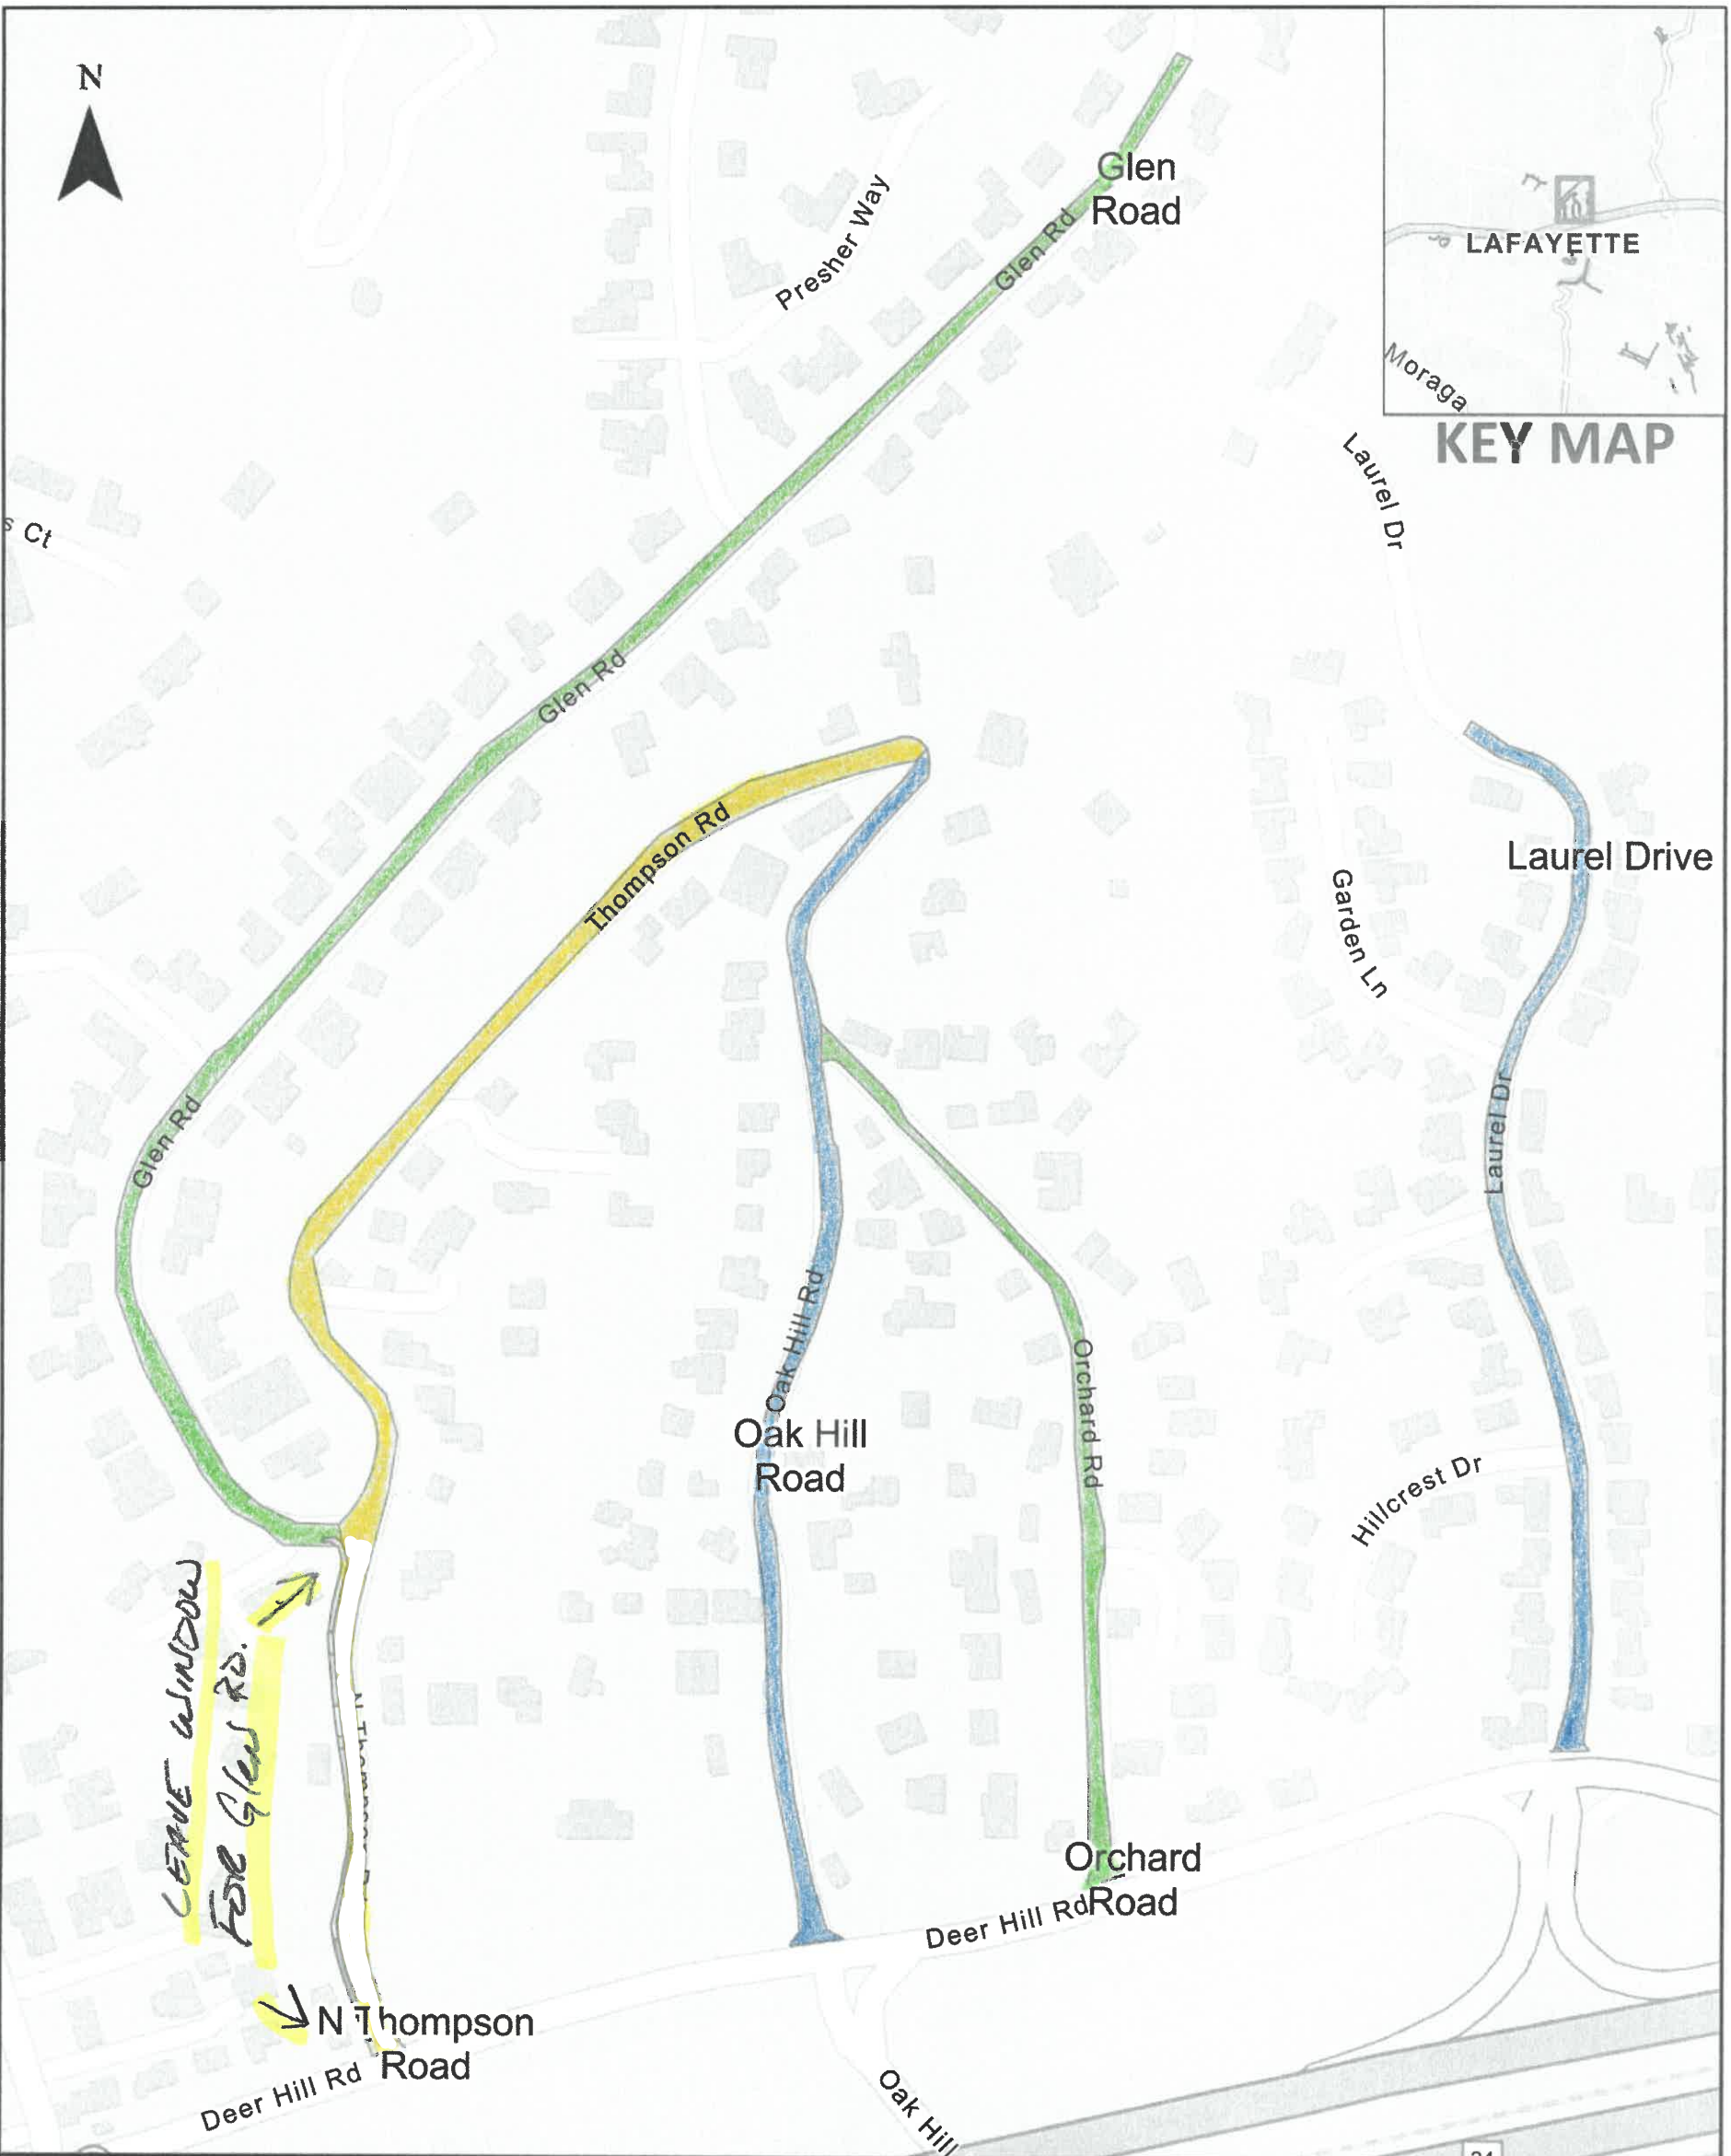 N
Glen
Road
Glen Rd
Presher Way
LAFAYETTE
Moraga
KEY MAP
Laurel Dr
s Ct
Glen Rd
Thompson Rd
Laurel Drive
Garden Ln
Glen Rd
Laurel Dr
Oak Hill Rd
Orchard Rd
Oak Hill
Road
Hillcrest Dr
LEAVE WINDOW
FOR Glen RD.
N Thompson
Orchard
Road
Deer Hill Rd
N Thompson
Road
Deer Hill Rd
Oak Hill